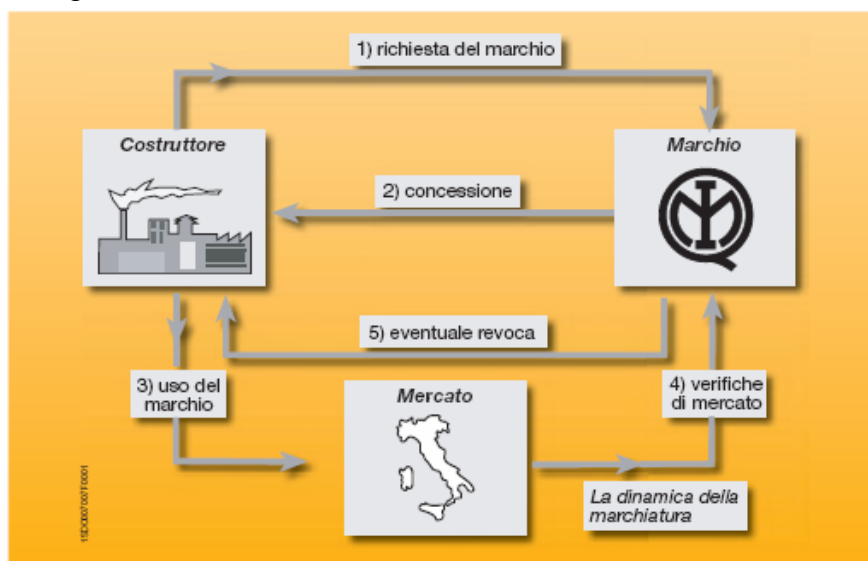 1) richiesta del marchio
Costruttore
Marchio
2) concessione
5) eventuale revoca
3) uso del
marchio
Mercato
4) verifiche
di mercato
La dinamica della
marchiatura